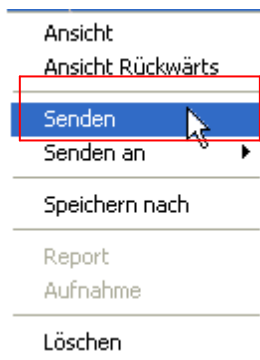 Ansicht
Ansicht Rückwärts
Senden
Senden an
Speichern nach
Report
Aufnahme
Löschen